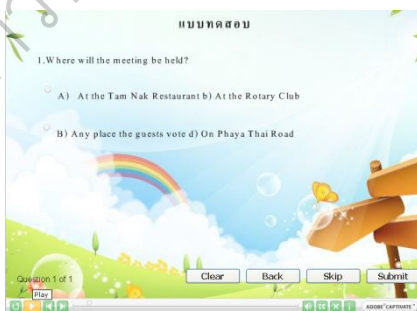 แบบทดสอบ
1.Where will the meeting be held?
A) At the Tam Nak Restaurant b) At the Rotary Club
B) Any place the guests vote d) On Phaya Thai Road
Question 1 of 1
Clear Back Skip Submit
Play
ADOBE CAPTIVATE